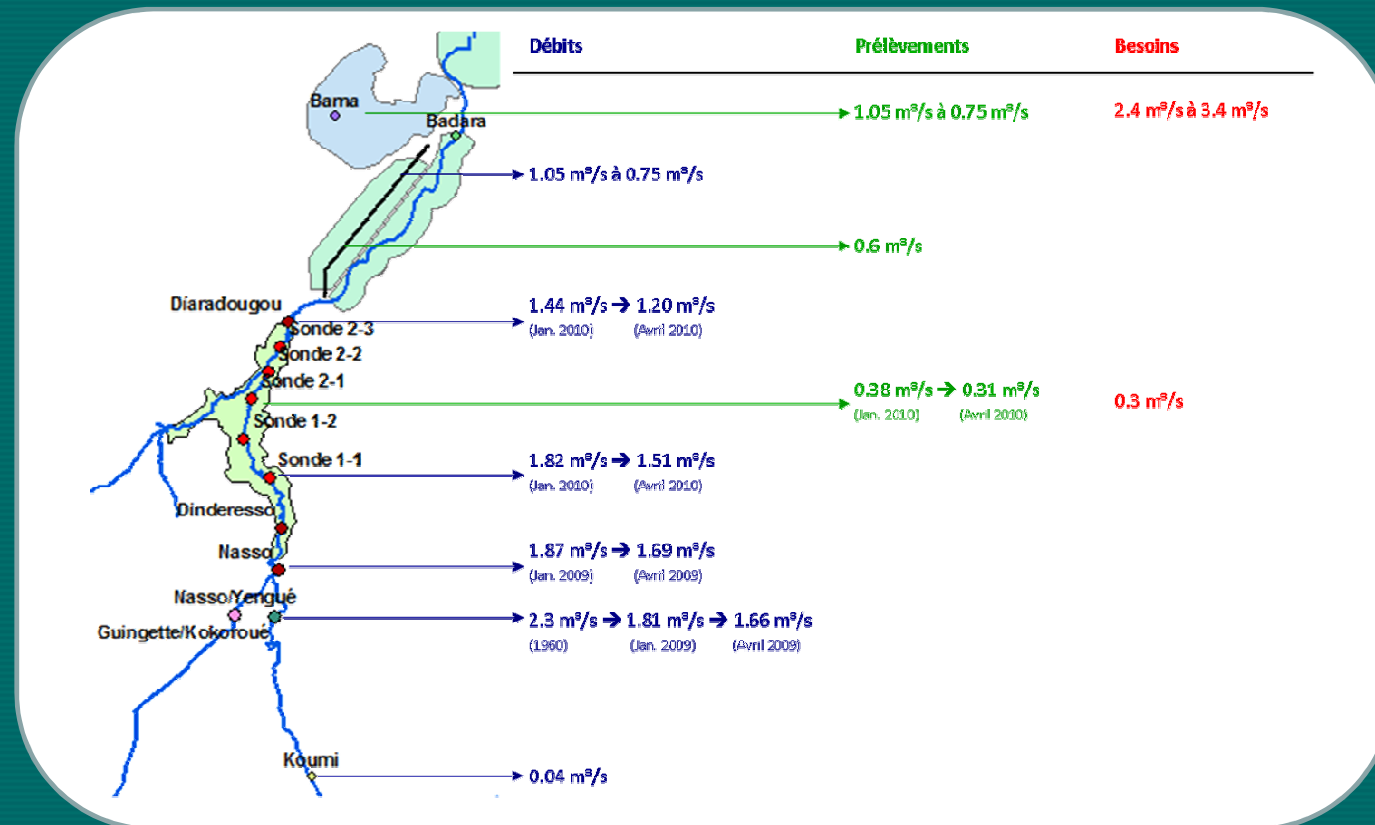 Débits Prélèvements Besoins
Bama
Badara
1.05 m³/s à 0.75 m³/s 2.4 m³/s à 3.4 m³/s
1.05 m³/s à 0.75 m³/s
0.6 m³/s
Diaradougou
1.44 m³/s → 1.20 m³/s
(Jan. 2010) (Avril 2010)
Sonde 2-3
Sonde 2-2
Sonde 2-1
0.38 m³/s → 0.31 m³/s 0.3 m³/s
(Jan. 2010) (Avril 2010)
Sonde 1-2
Sonde 1-1
1.82 m³/s → 1.51 m³/s
(Jan. 2010) (Avril 2010)
Dinderesso
Nasso
1.87 m³/s → 1.69 m³/s
(Jan. 2009) (Avril 2009)
Nasso/Yengué
2.3 m³/s → 1.81 m³/s → 1.66 m³/s
Guingette/Kokoroué
(1960) (Jan. 2009) (Avril 2009)
Koumi
0.04 m³/s